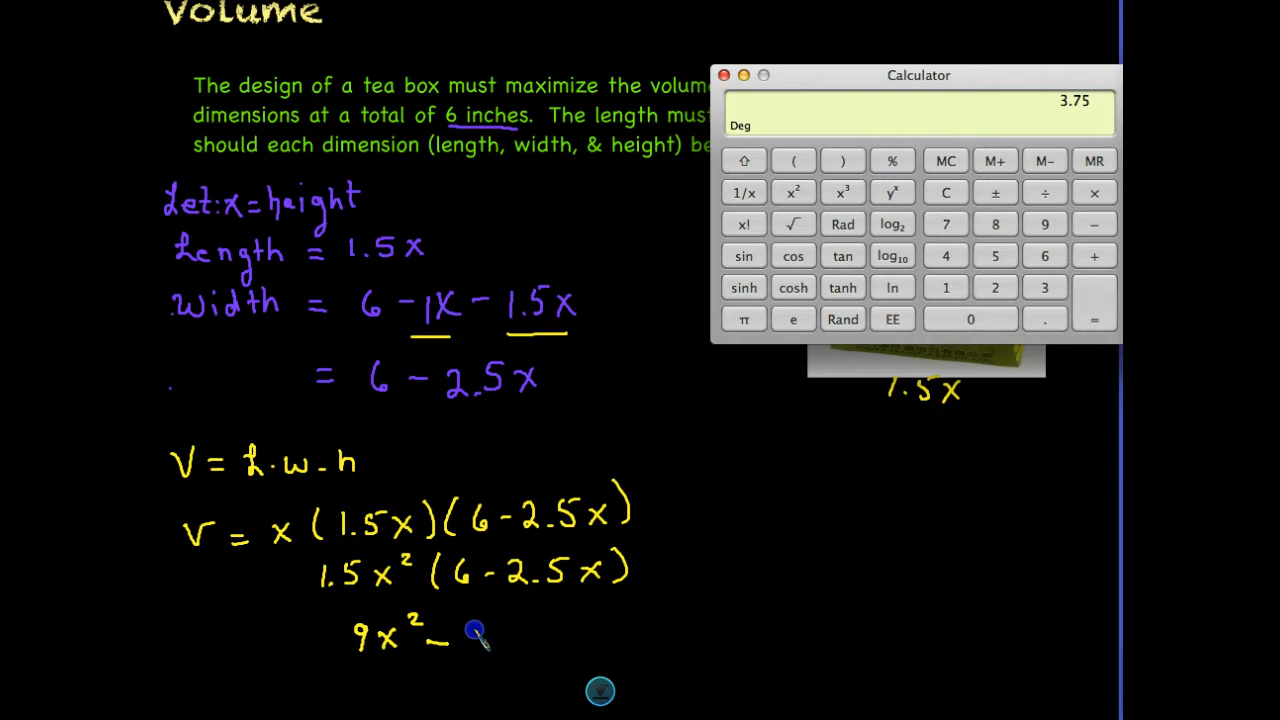 Volume
The design of a tea box must maximize the volum
dimensions at a total of 6 inches. The length must
should each dimension (length, width, & height) be
Let: x = height
Length = 1.5x
Width = 6 - 1x - 1.5x
= 6 - 2.5x
V = L·w·h
V = x(1.5x)(6-2.5x)
1.5x²(6-2.5x)
9x² -
Calculator
3.75
Deg
⇧ ( ) % MC M+ M− MR
1/x x² x³ yˣ C ± ÷ ×
x! √ Rad log₂ 7 8 9 −
sin cos tan log₁₀ 4 5 6 +
sinh cosh tanh ln 1 2 3 =
π e Rand EE 0 .
1.5x